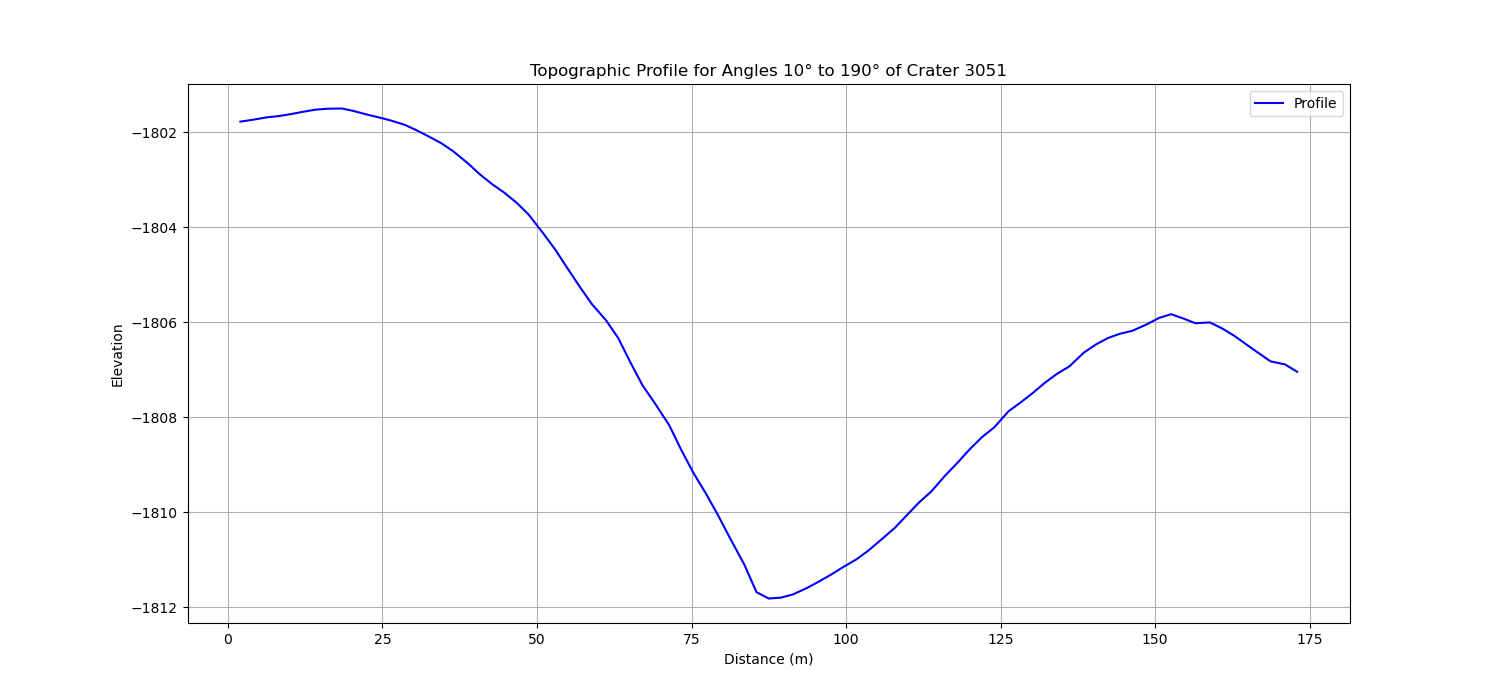 Topographic Profile for Angles 10° to 190° of Crater 3051
Profile
Elevation
−1802
−1804
−1806
−1808
−1810
−1812
0 25 50 75 100 125 150 175
Distance (m)